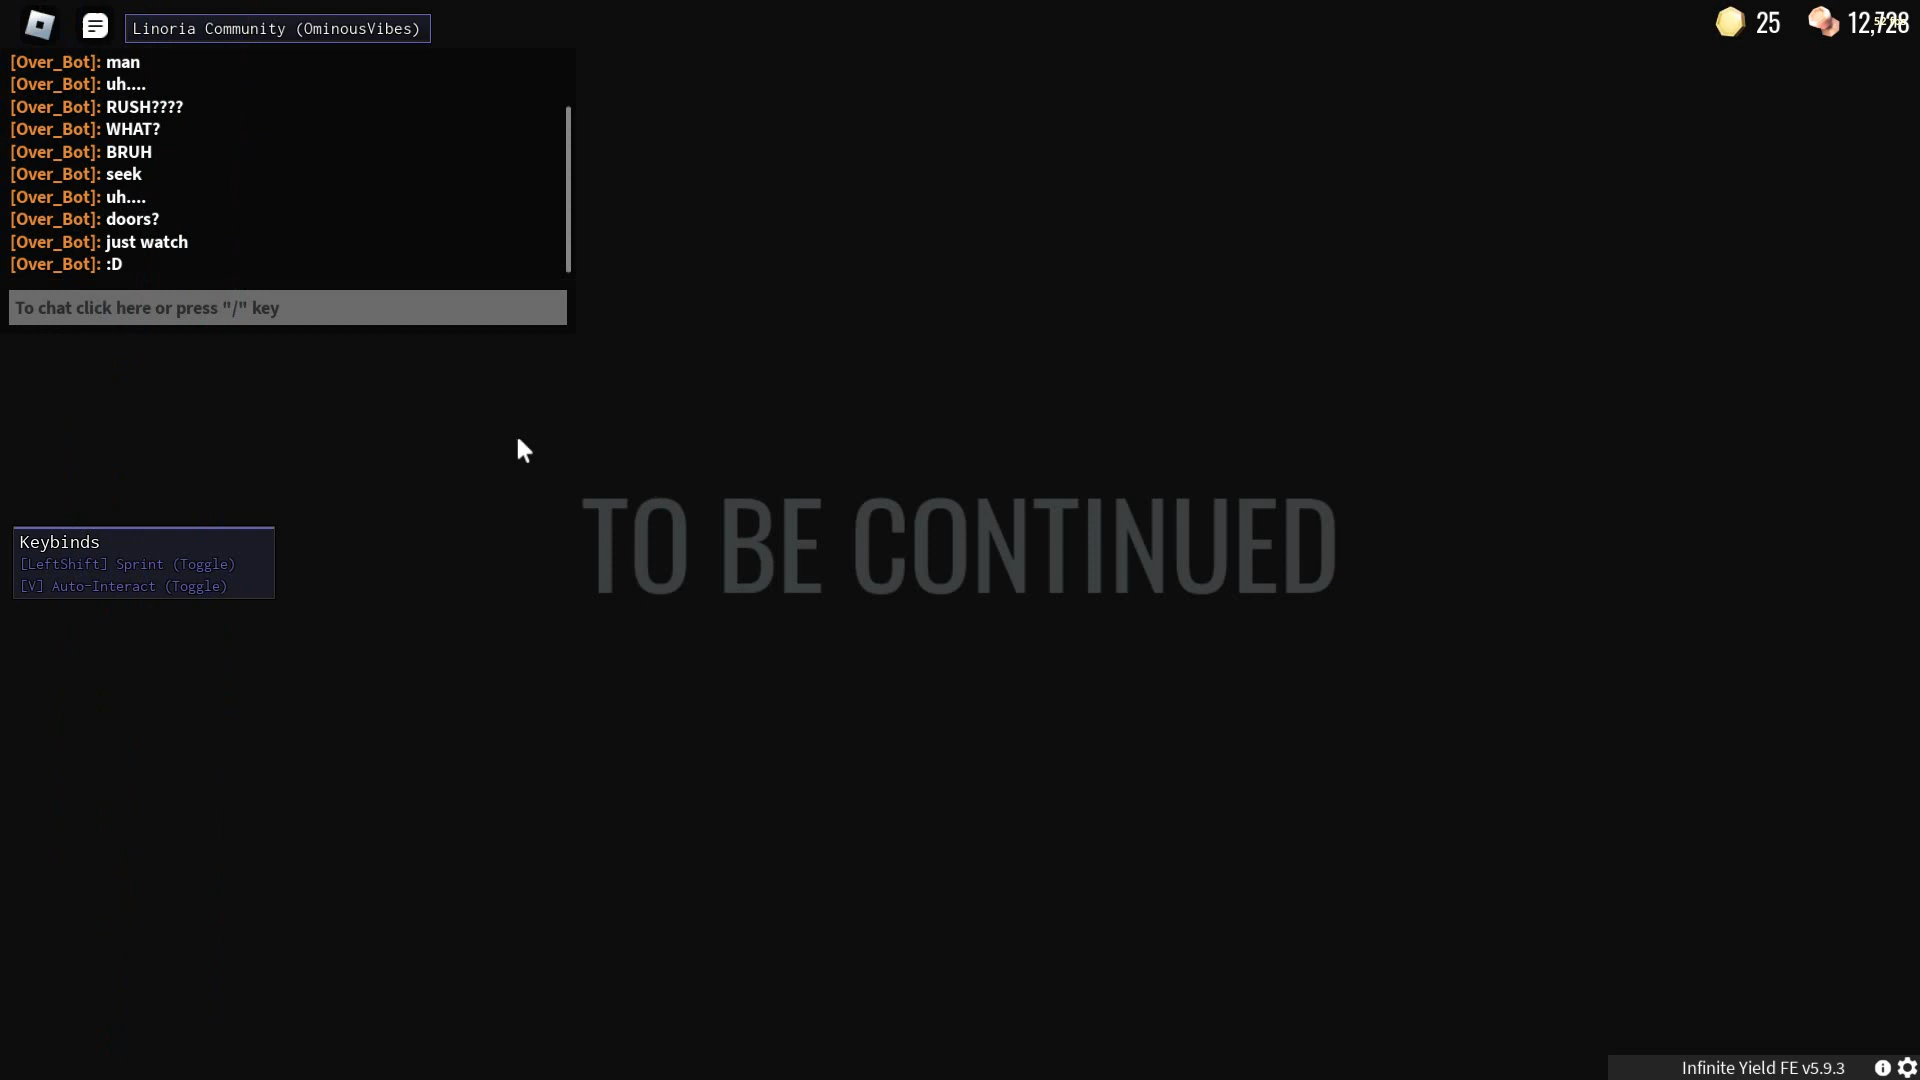 Linoria Community (OminousVibes)
25
12,728
[Over_Bot]: man
[Over_Bot]: uh....
[Over_Bot]: RUSH????
[Over_Bot]: WHAT?
[Over_Bot]: BRUH
[Over_Bot]: seek
[Over_Bot]: uh....
[Over_Bot]: doors?
[Over_Bot]: just watch
[Over_Bot]: :D
To chat click here or press "/" key
TO BE CONTINUED
Keybinds
[LeftShift] Sprint (Toggle)
[V] Auto-Interact (Toggle)
Infinite Yield FE v5.9.3